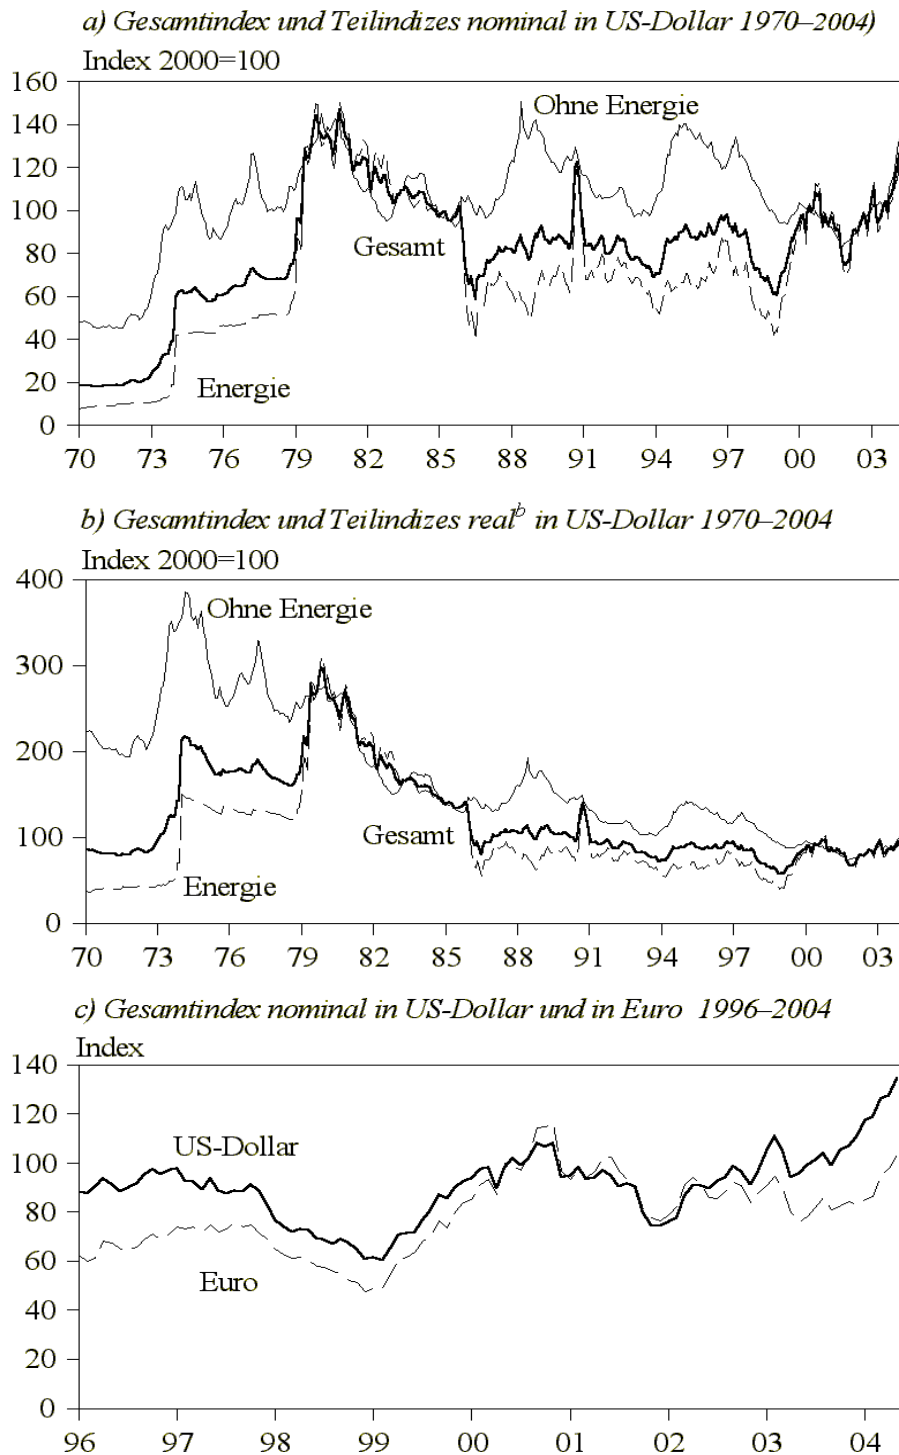 a) Gesamtindex und Teilindizes nominal in US-Dollar 1970–2004)
Index 2000=100
160
140
120
100
80
60
40
20
0
Ohne Energie
Gesamt
Energie
70 73 76 79 82 85 88 91 94 97 00 03
b) Gesamtindex und Teilindizes real^b in US-Dollar 1970–2004
Index 2000=100
400
300
200
100
0
Ohne Energie
Gesamt
Energie
70 73 76 79 82 85 88 91 94 97 00 03
c) Gesamtindex nominal in US-Dollar und in Euro 1996–2004
Index
140
120
100
80
60
40
20
0
US-Dollar
Euro
96 97 98 99 00 01 02 03 04